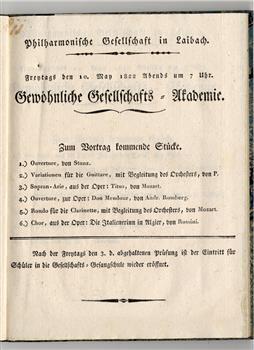 Philharmonische Gesellschaft in Laibach.
Freytags den 10. May 1822 Abends um 7 Uhr.
Gewöhnliche Gesellschafts - Akademie.
Zum Vortrag kommende Stücke.
1.) Ouverture, von Stunz.
2.) Variationen für die Guittare, mit Begleitung des Orchesters, von P.
3.) Sopran-Arie, aus der Oper: Titus, von Mozart.
4.) Ouverture, zur Oper: Don Mendoze, von Andr. Romberg.
5.) Rondo für die Clarinette, mit Begleitung des Orchesters, von Mozart.
6.) Chor, aus der Oper: Die Italienerinn in Algier, von Rossini.
Nach der Freytags den 3. d. abgehaltenen Prüfung ist der Eintritt für
Schüler in die Gesellschafts-Gesangschule wieder eröffnet.